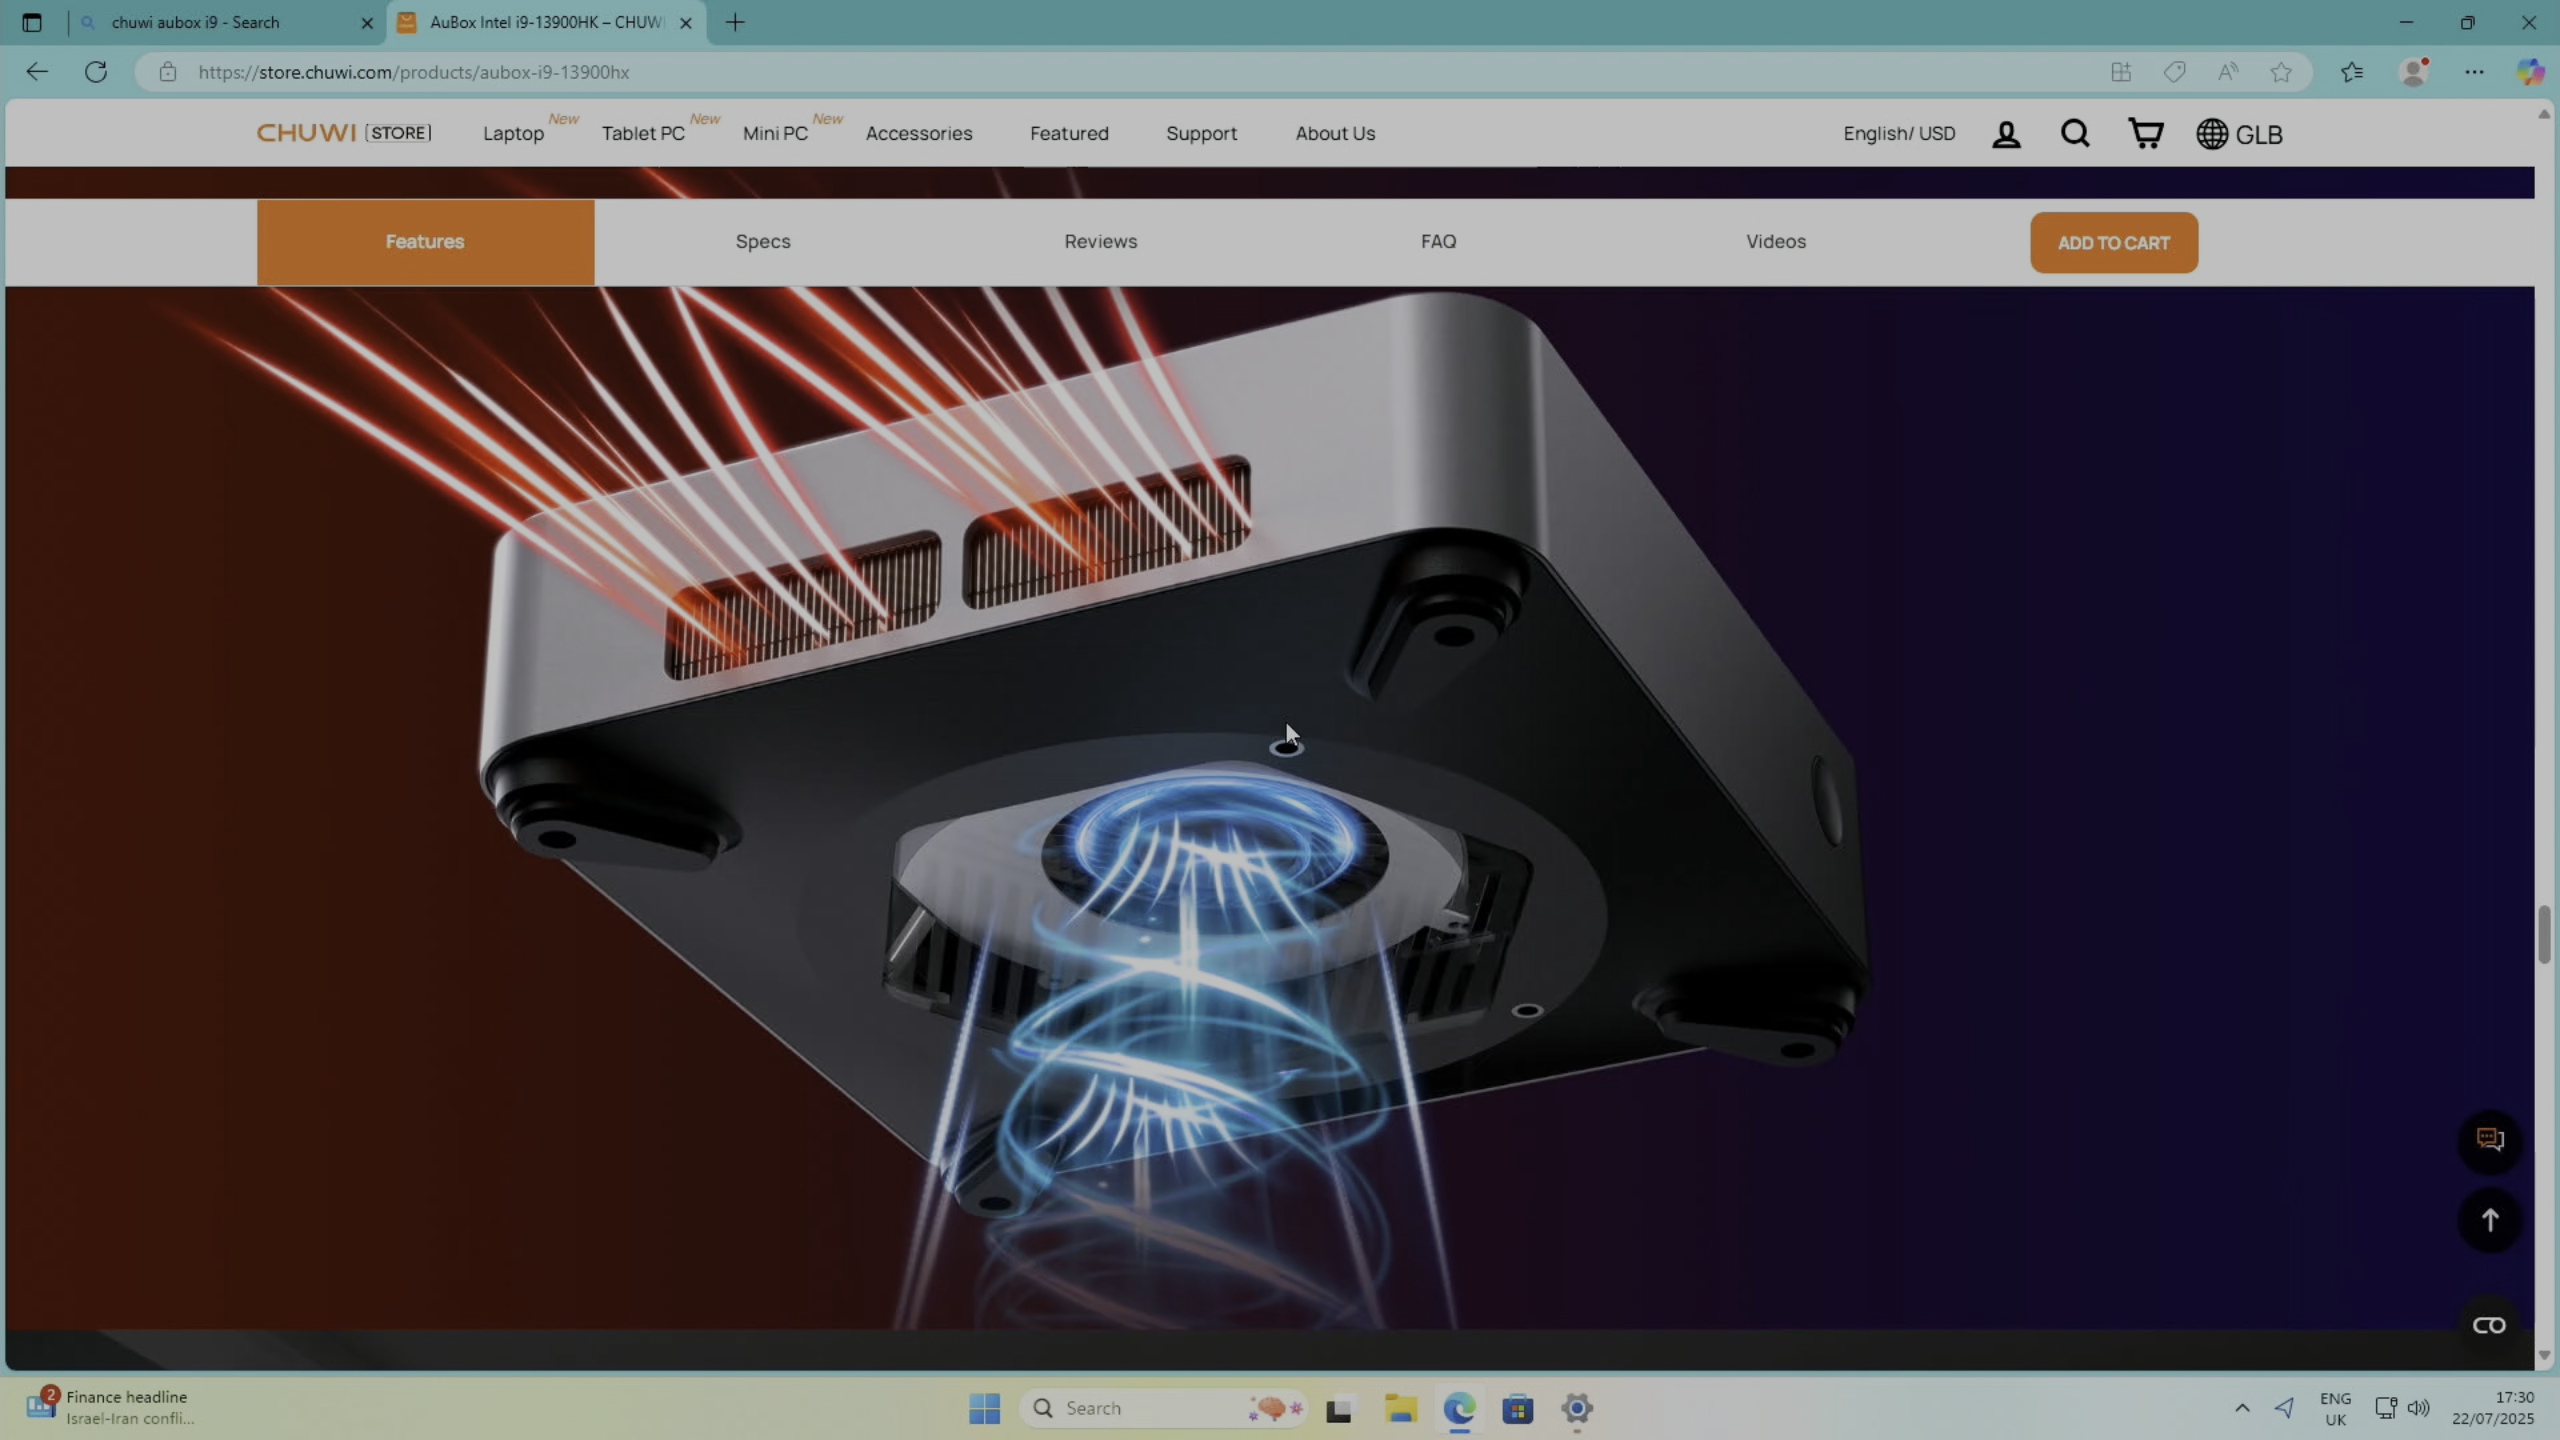 chuwi aubox i9 - Search
AuBox Intel i9-13900HK – CHUW
https://store.chuwi.com/products/aubox-i9-13900hx
CHUWI [STORE]
Laptop New
Tablet PC New
Mini PC New
Accessories
Featured
Support
About Us
English/ USD
GLB
Features
Specs
Reviews
FAQ
Videos
ADD TO CART
2
Finance headline
Israel-Iran confli...
Search
ENG
UK
17:30
22/07/2025